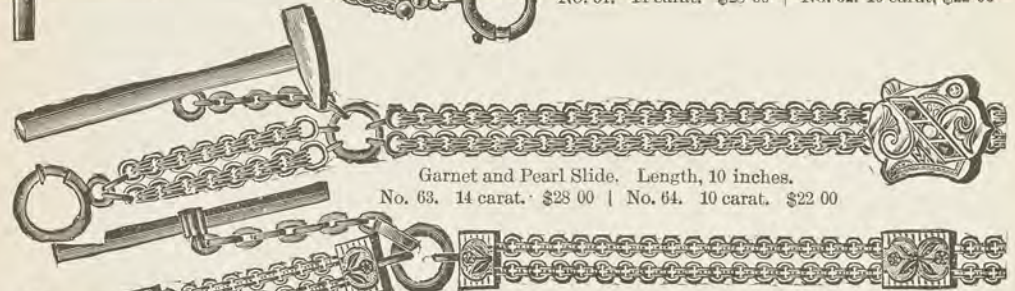 Garnet and Pearl Slide. Length, 10 inches.
No. 63. 14 carat. $28 00 | No. 64. 10 carat. $22 00